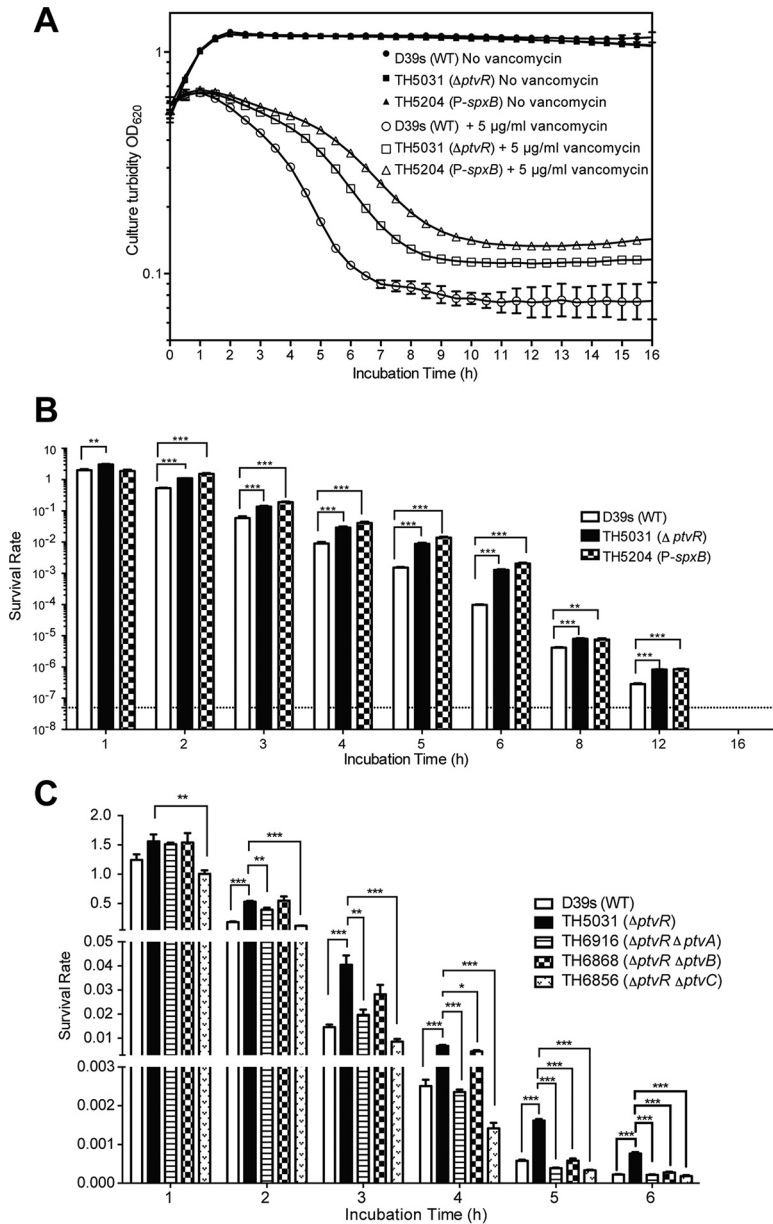 A
Culture turbidity OD620
1
0.1
D39s (WT) No vancomycin
TH5031 (ΔptvR) No vancomycin
TH5204 (P-spxB) No vancomycin
D39s (WT) + 5 µg/ml vancomycin
TH5031 (ΔptvR) + 5 µg/ml vancomycin
TH5204 (P-spxB) + 5 µg/ml vancomycin
0 1 2 3 4 5 6 7 8 9 10 11 12 13 14 15 16
Incubation Time (h)
B
Survival Rate
10
1
10-1
10-2
10-3
10-4
10-5
10-6
10-7
10-8
** *** *** *** *** *** *** *** *** *** *** *** ** *** ***
D39s (WT)
TH5031 (Δ ptvR)
TH5204 (P-spxB)
1 2 3 4 5 6 8 12 16
Incubation Time (h)
C
Survival Rate
2.0
1.5
1.0
0.5
0.05
0.04
0.03
0.02
0.01
0.003
0.002
0.001
0.000
**
*** ** ***
*** ** ***
*** *** * ***
*** *** *** ***
*** *** *** ***
D39s (WT)
TH5031 (ΔptvR)
TH6916 (ΔptvR Δ ptvA)
TH6868 (ΔptvR ΔptvB)
TH6856 (ΔptvR ΔptvC)
1 2 3 4 5 6
Incubation Time (h)